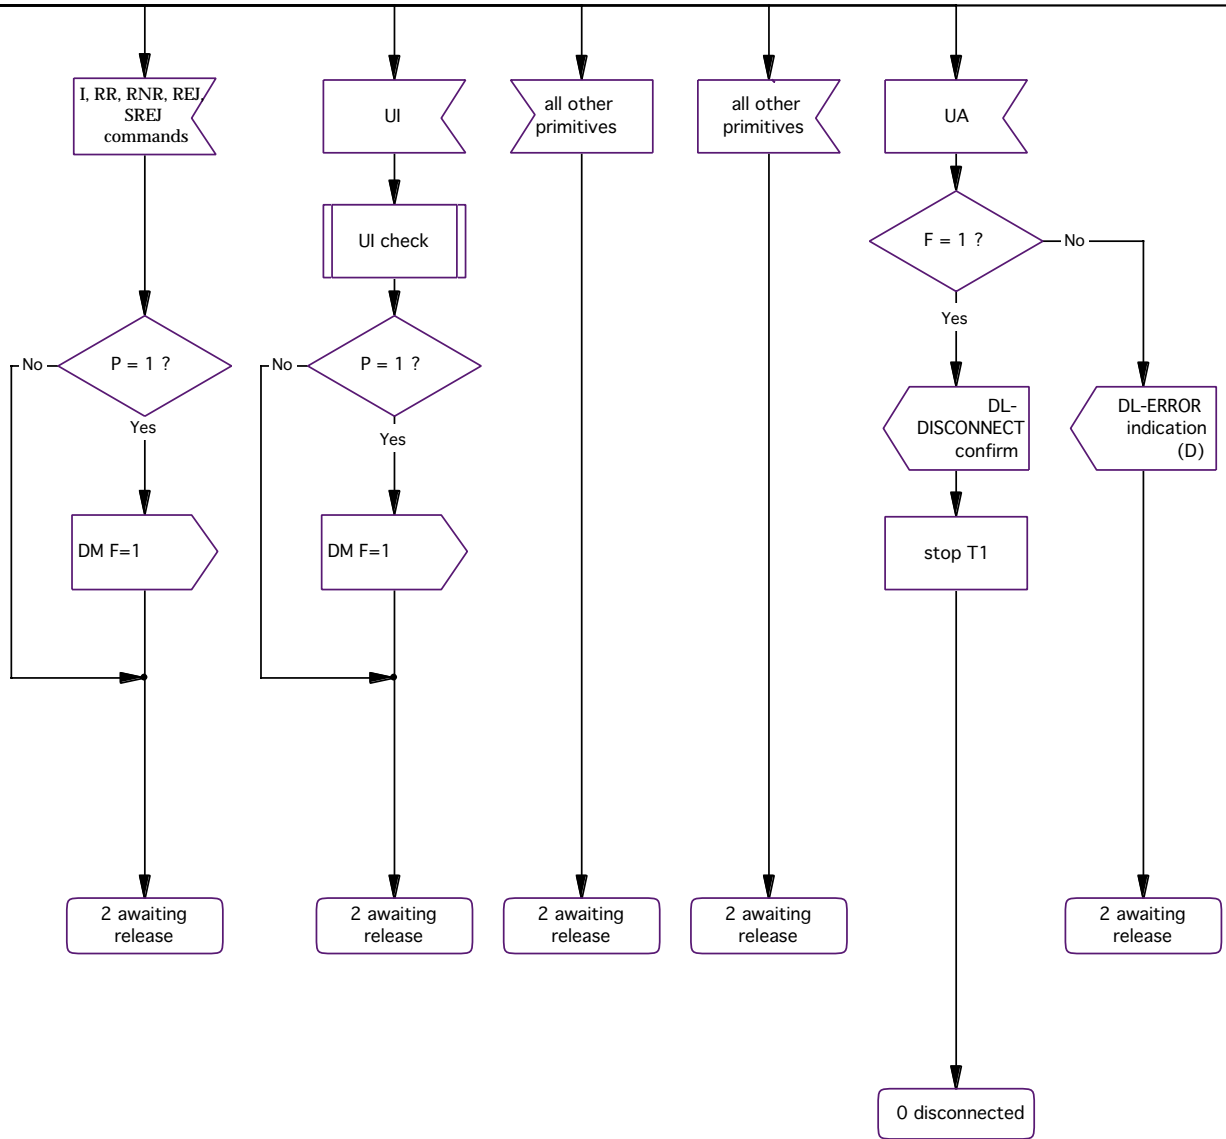 I, RR, RNR, REJ,
SREJ
commands
UI
all other
primitives
all other
primitives
UA
UI check
F = 1 ?
No
Yes
No
P = 1 ?
Yes
No
P = 1 ?
Yes
DL-
DISCONNECT
confirm
DL-ERROR
indication
(D)
DM F=1
DM F=1
stop T1
2 awaiting
release
2 awaiting
release
2 awaiting
release
2 awaiting
release
2 awaiting
release
0 disconnected